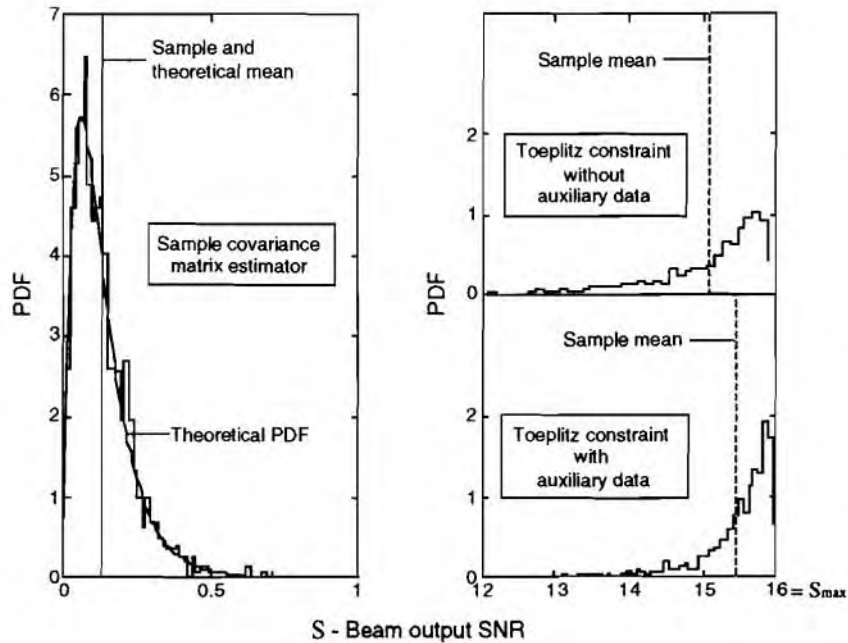 7
6
5
4
3
2
1
0
PDF
Sample and
theoretical mean
Sample covariance
matrix estimator
Theoretical PDF
0
0.5
1
2
1
0
PDF
Sample mean
Toeplitz constraint
without
auxiliary data
2
1
0
Sample mean
Toeplitz constraint
with
auxiliary data
12
13
14
15
16 = Smax
S - Beam output SNR